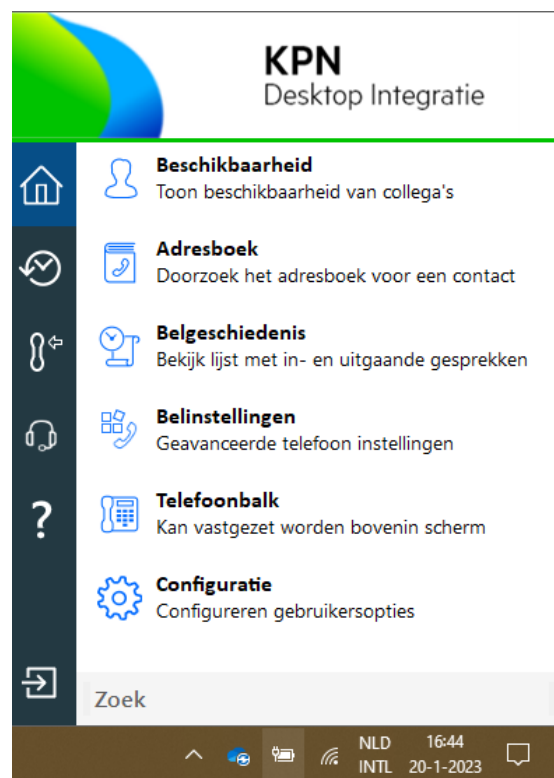 KPN
Desktop Integratie
Beschikbaarheid
Toon beschikbaarheid van collega's
Adresboek
Doorzoek het adresboek voor een contact
Belgeschiedenis
Bekijk lijst met in- en uitgaande gesprekken
Belinstellingen
Geavanceerde telefoon instellingen
Telefoonbalk
Kan vastgezet worden bovenin scherm
Configuratie
Configureren gebruikersopties
?
Zoek
NLD 16:44
INTL 20-1-2023